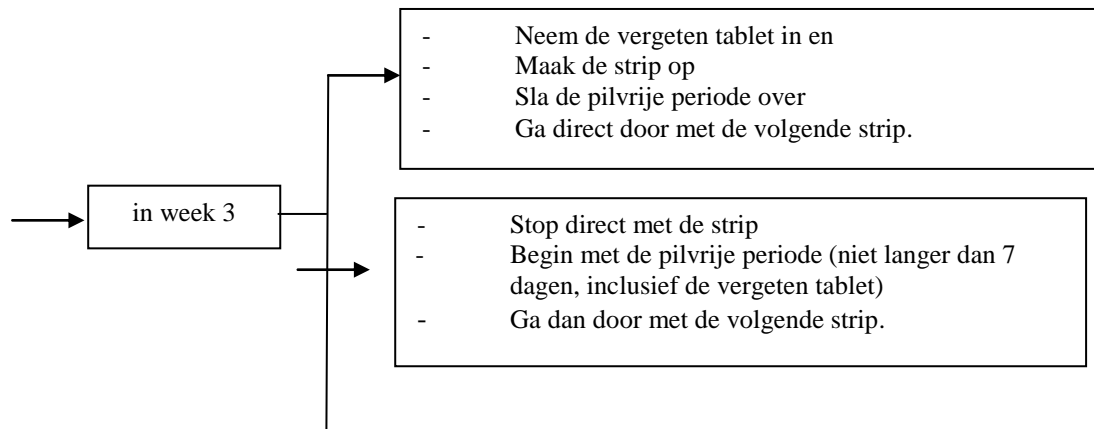 - Neem de vergeten tablet in en
- Maak de strip op
- Sla de pilvrije periode over
- Ga direct door met de volgende strip.
in week 3
- Stop direct met de strip
- Begin met de pilvrije periode (niet langer dan 7
dagen, inclusief de vergeten tablet)
- Ga dan door met de volgende strip.